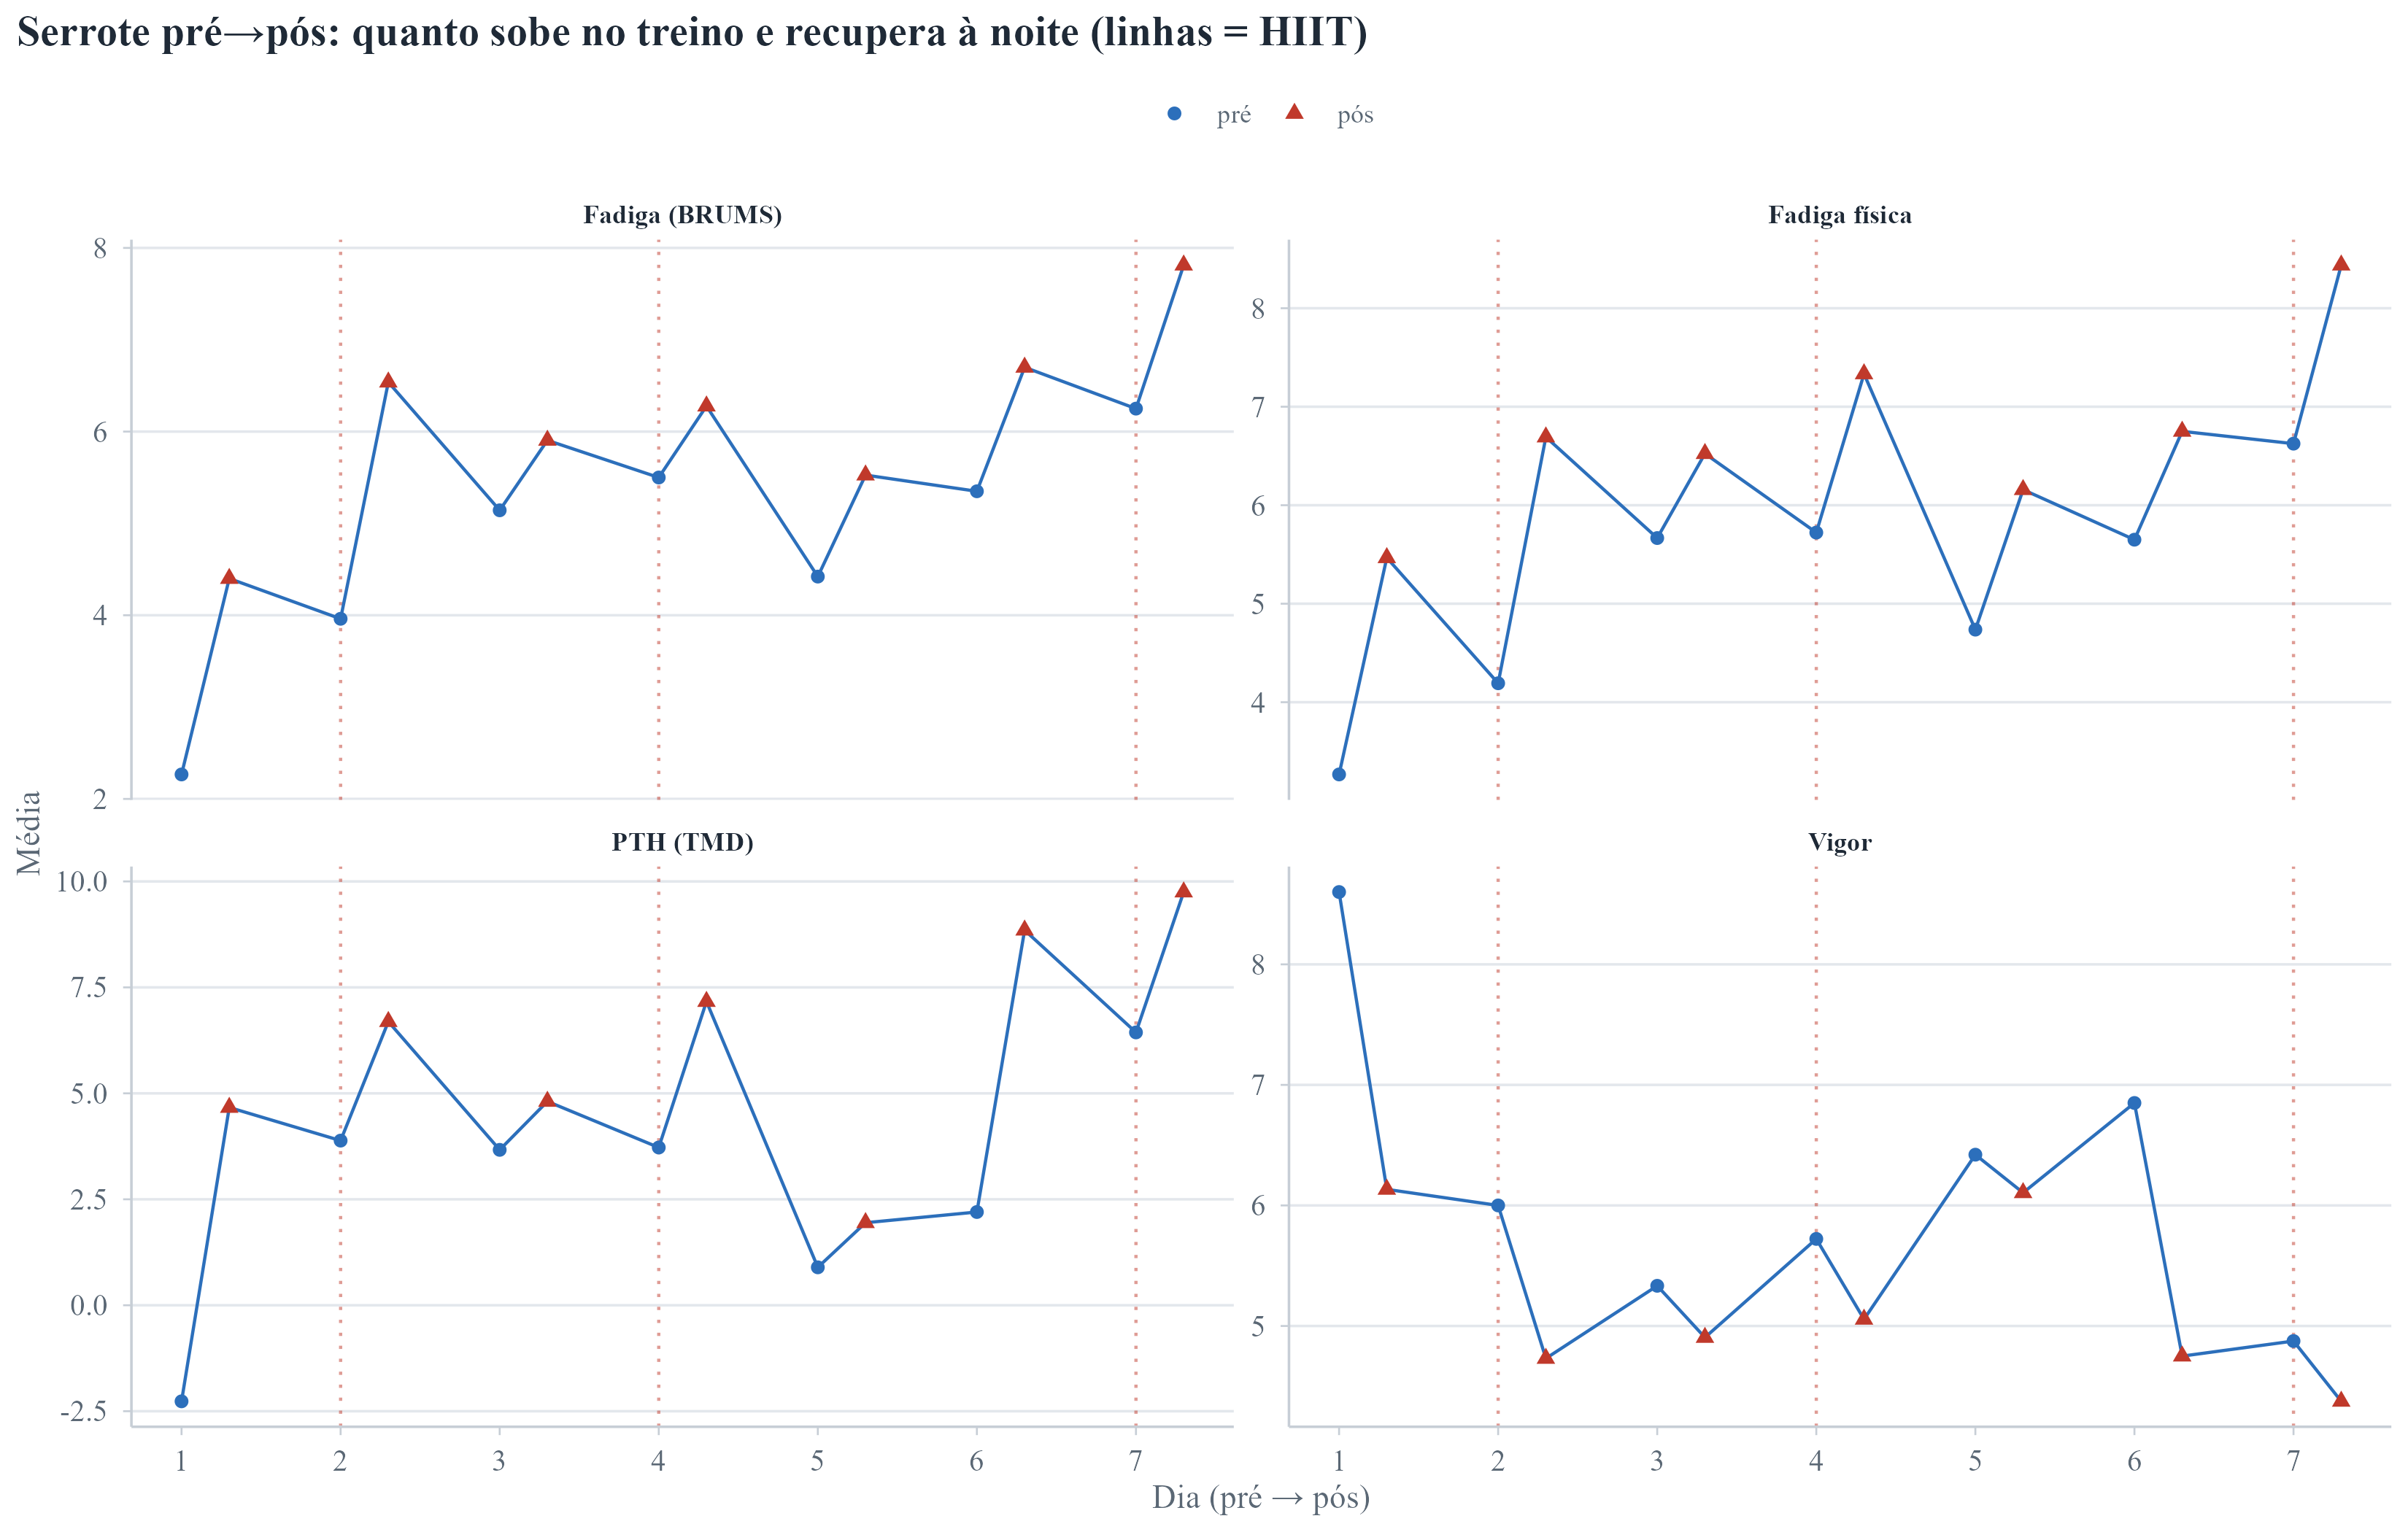 Serrote pré→pós: quanto sobe no treino e recupera à noite (linhas = HIIT)
pré pós
Fadiga (BRUMS)
8
6
4
2
Fadiga física
8
7
6
5
4
Média
PTH (TMD)
10.0
7.5
5.0
2.5
0.0
-2.5
1 2 3 4 5 6 7
Vigor
8
7
6
5
1 2 3 4 5 6 7
Dia (pré → pós)